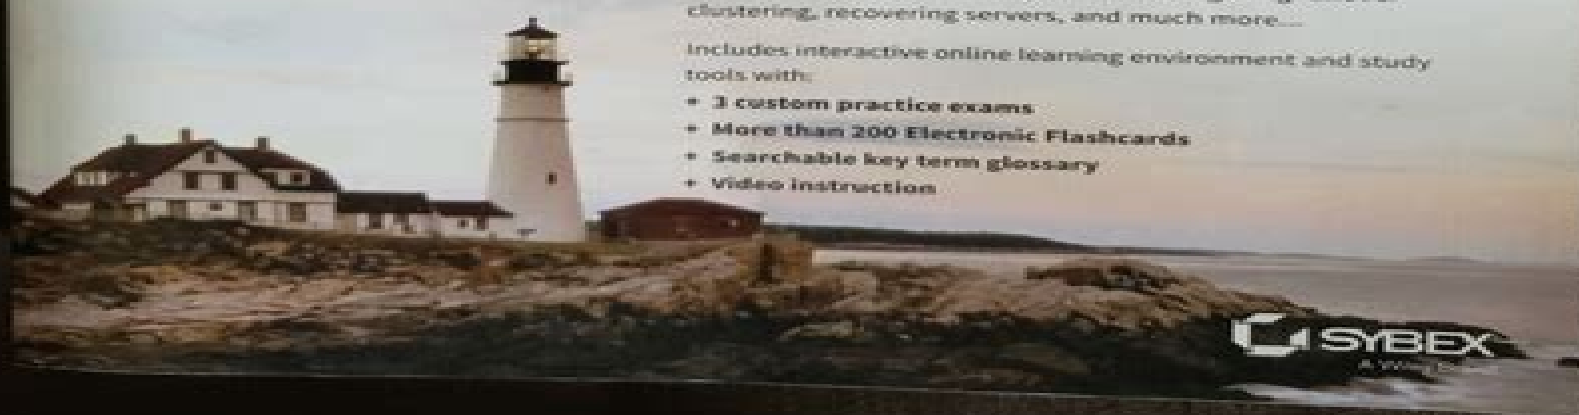 clustering, recovering servers, and much more...
Includes interactive online learning environment and study
tools with:
+ 3 custom practice exams
+ More than 200 Electronic Flashcards
+ Searchable key term glossary
+ Video instruction
SYBEX
A